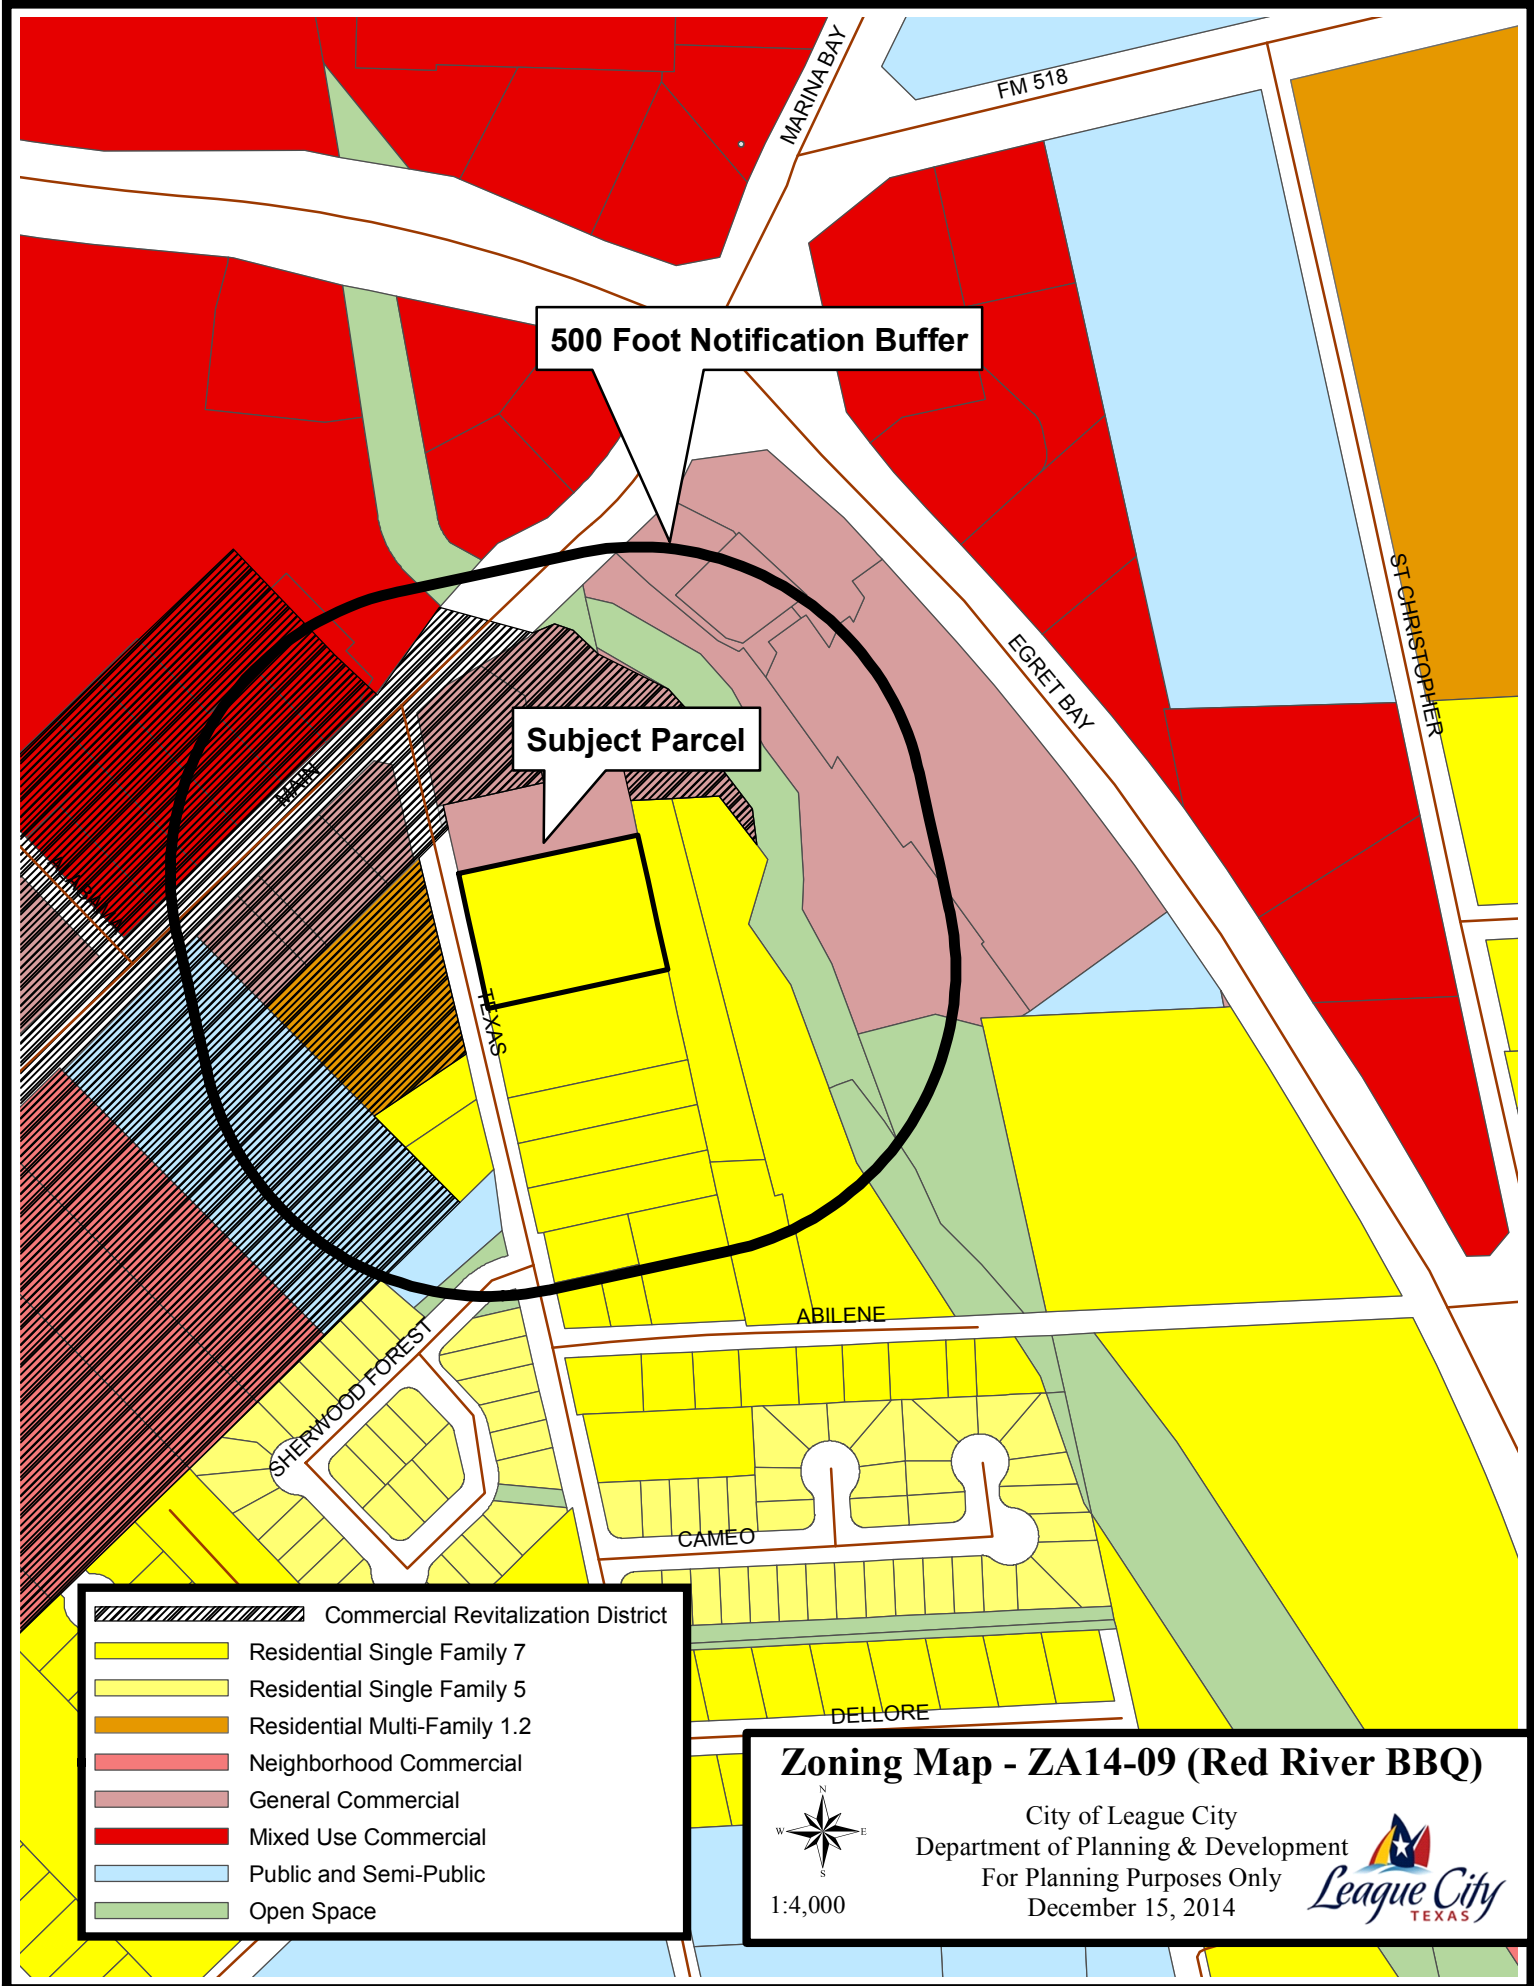 MARINA BAY
FM 518
500 Foot Notification Buffer
ST CHRISTOPHER
EGRET BAY
Subject Parcel
MAIN
ALABAMA
TEXAS
ABILENE
SHERWOOD FOREST
CAMEO
DELLORE
Commercial Revitalization District
Residential Single Family 7
Residential Single Family 5
Residential Multi-Family 1.2
Neighborhood Commercial
General Commercial
Mixed Use Commercial
Public and Semi-Public
Open Space
Zoning Map - ZA14-09 (Red River BBQ)
N
W
E
S
1:4,000
City of League City
Department of Planning & Development
For Planning Purposes Only
December 15, 2014
League City
TEXAS